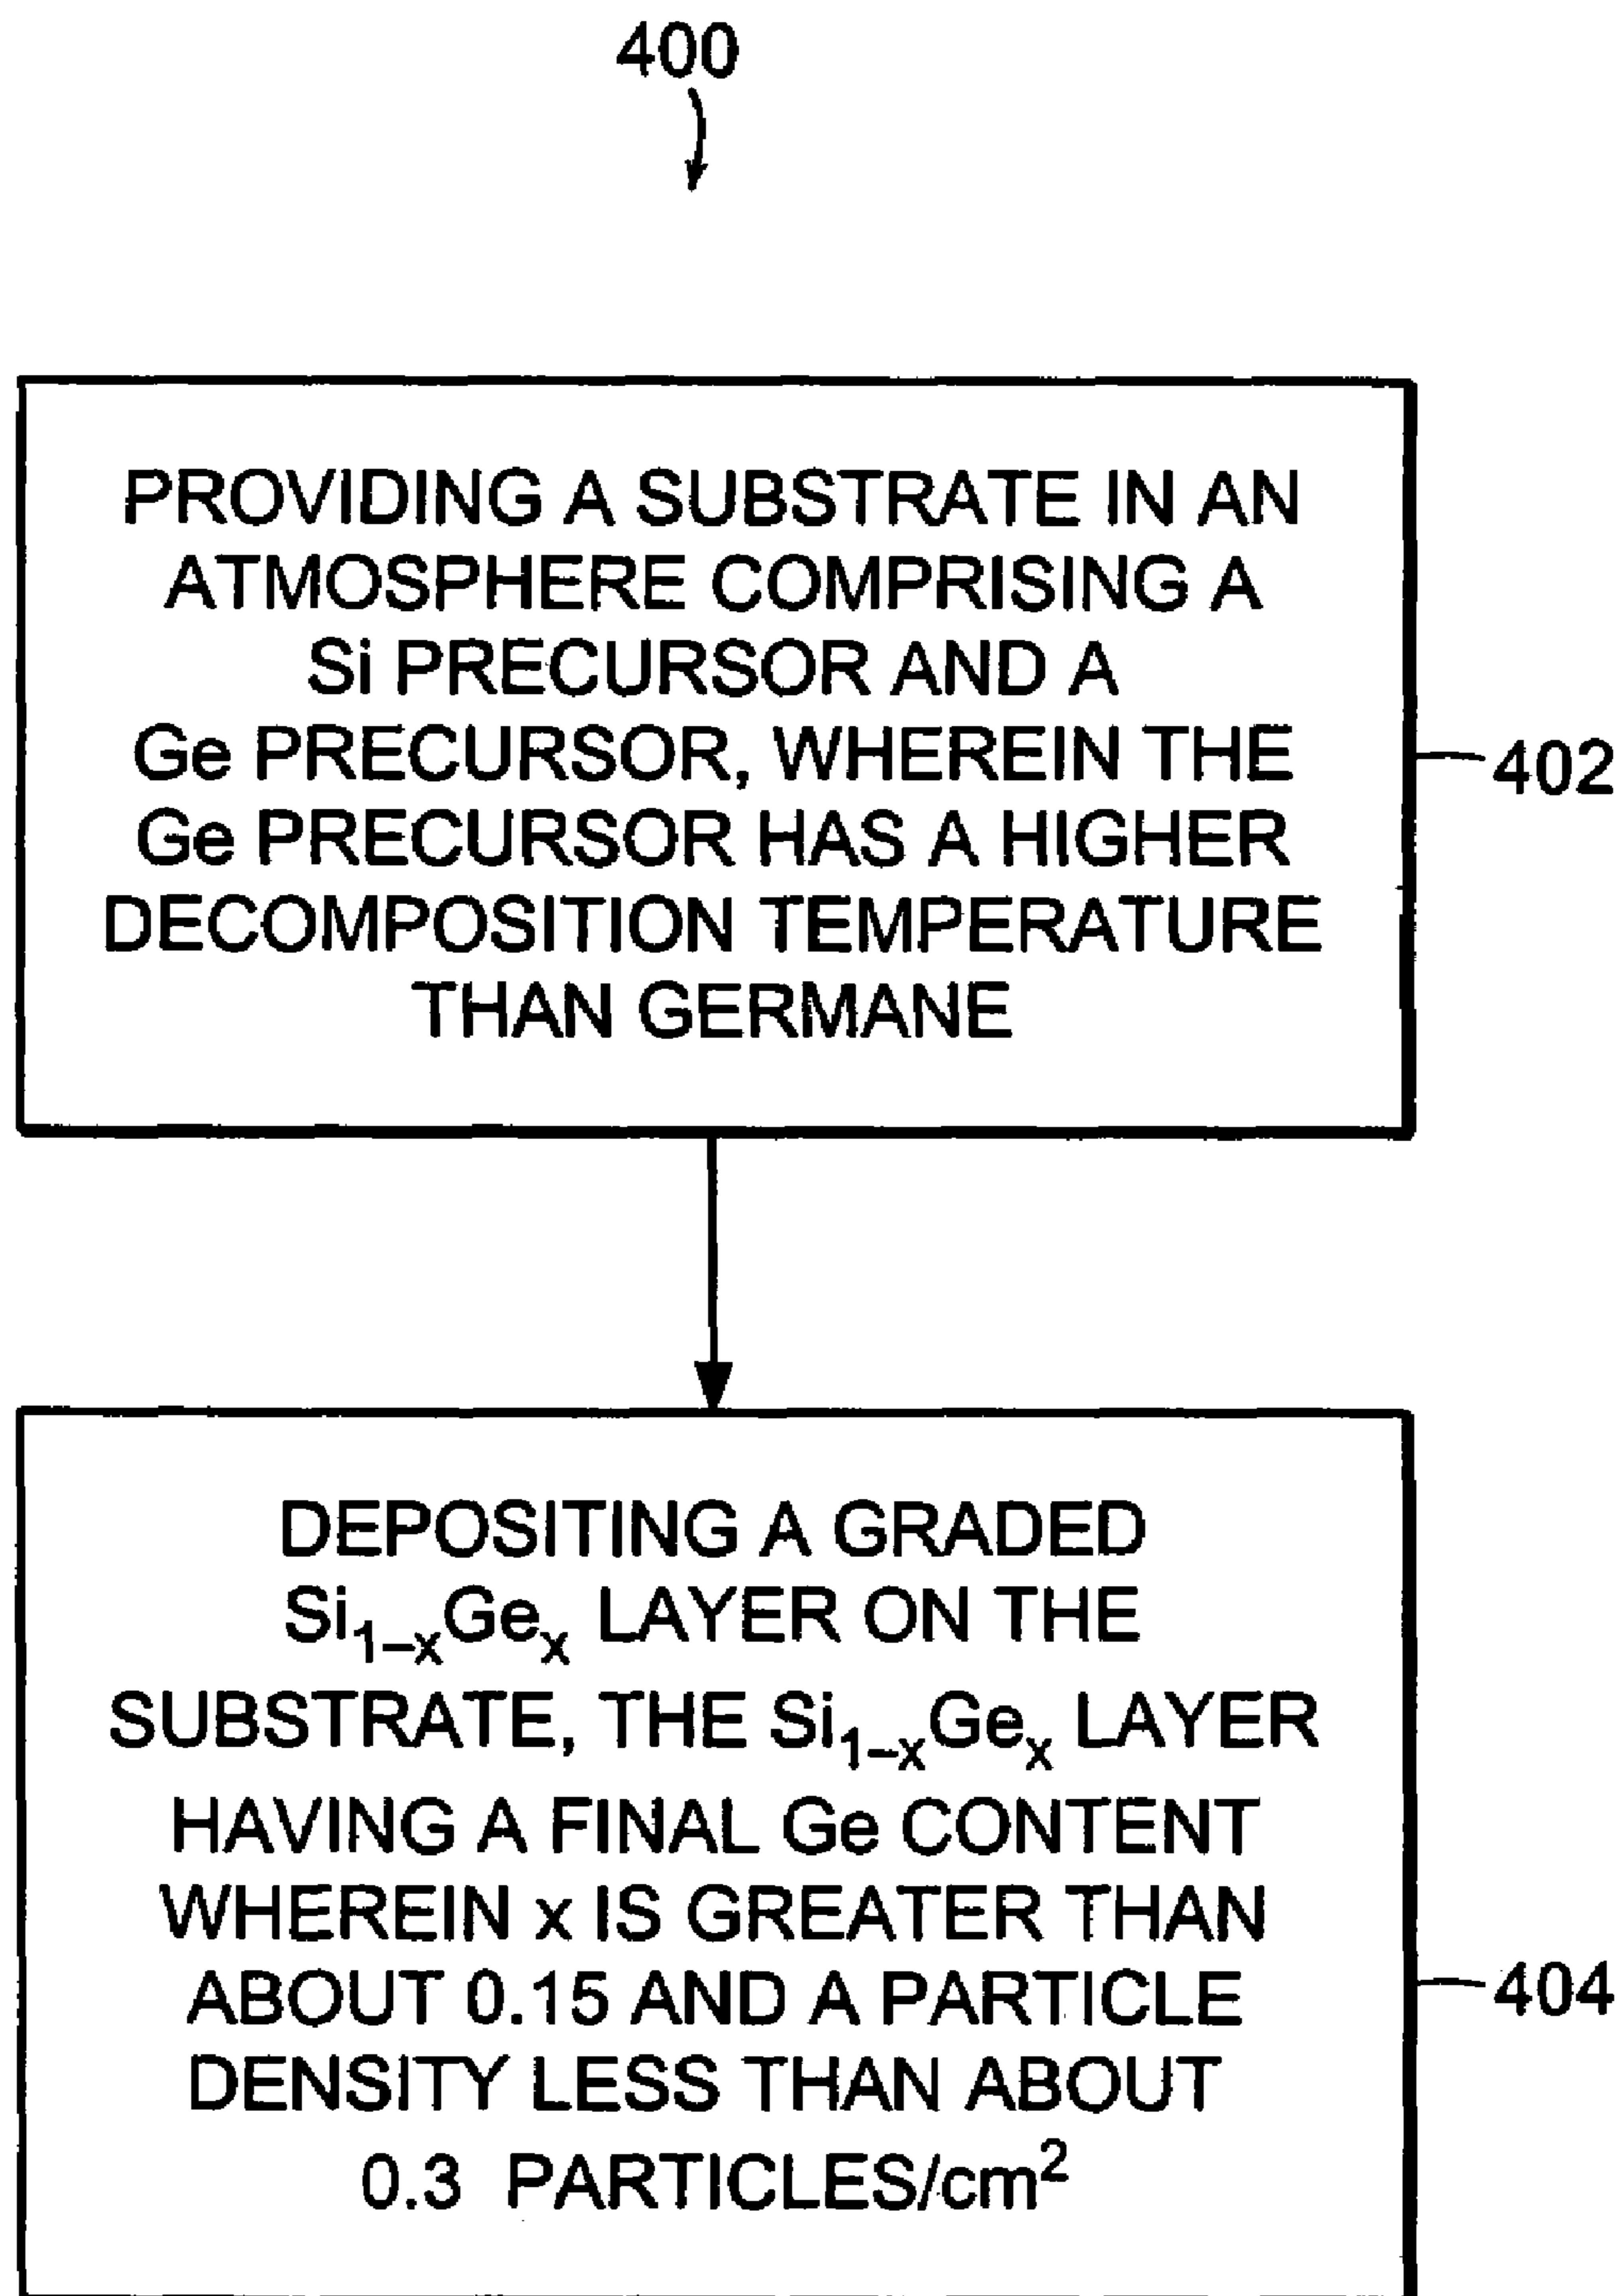 400
PROVIDING A SUBSTRATE IN AN
ATMOSPHERE COMPRISING A
Si PRECURSOR AND A
Ge PRECURSOR, WHEREIN THE
Ge PRECURSOR HAS A HIGHER
DECOMPOSITION TEMPERATURE
THAN GERMANE
402
DEPOSITING A GRADED
Si₁₋ₓGeₓ LAYER ON THE
SUBSTRATE, THE Si₁₋ₓGeₓ LAYER
HAVING A FINAL Ge CONTENT
WHEREIN x IS GREATER THAN
ABOUT 0.15 AND A PARTICLE
DENSITY LESS THAN ABOUT
0.3 PARTICLES/cm²
404